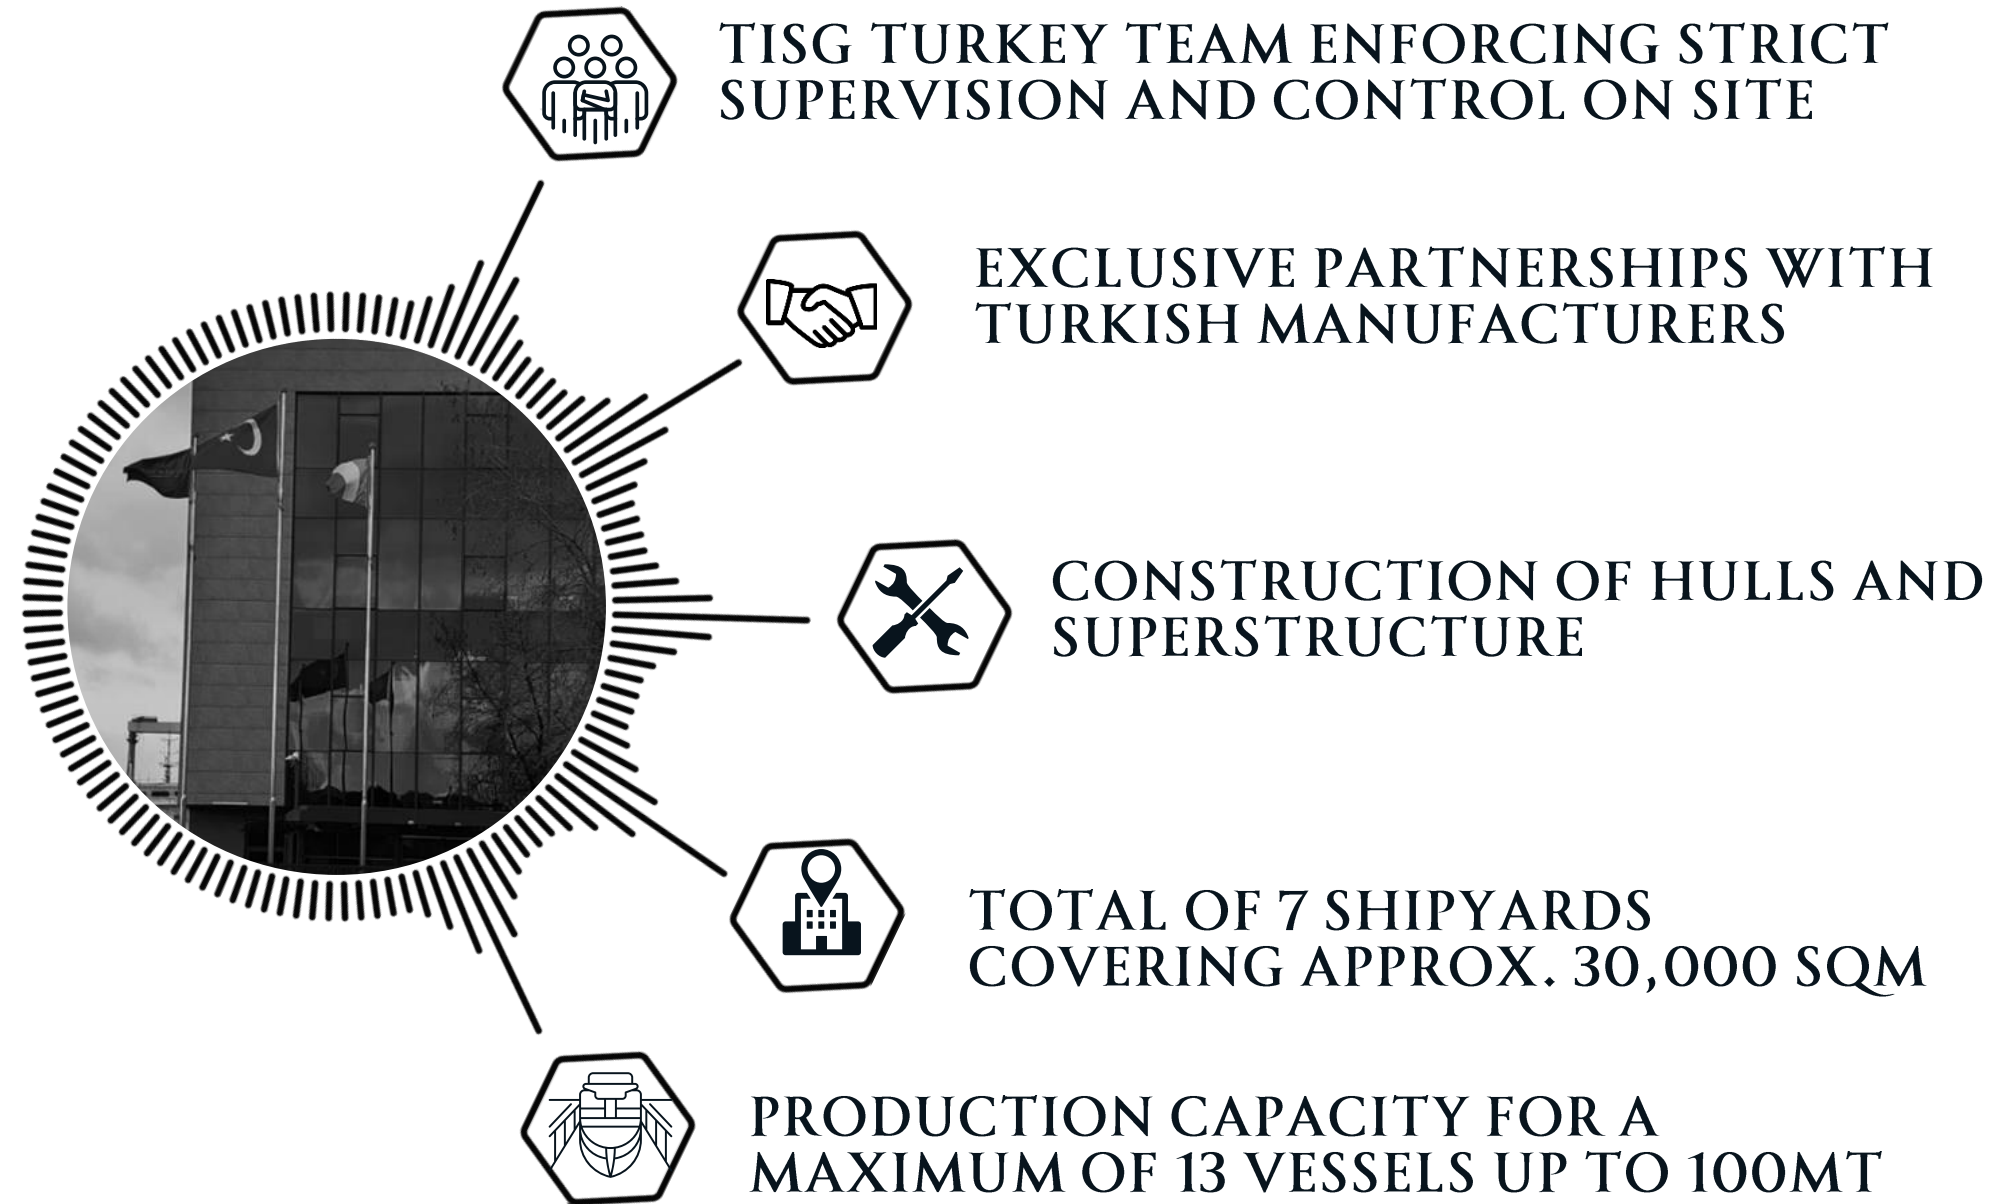 TISG TURKEY TEAM ENFORCING STRICT
SUPERVISION AND CONTROL ON SITE
EXCLUSIVE PARTNERSHIPS WITH
TURKISH MANUFACTURERS
CONSTRUCTION OF HULLS AND
SUPERSTRUCTURE
TOTAL OF 7 SHIPYARDS
COVERING APPROX. 30,000 SQM
PRODUCTION CAPACITY FOR A
MAXIMUM OF 13 VESSELS UP TO 100MT